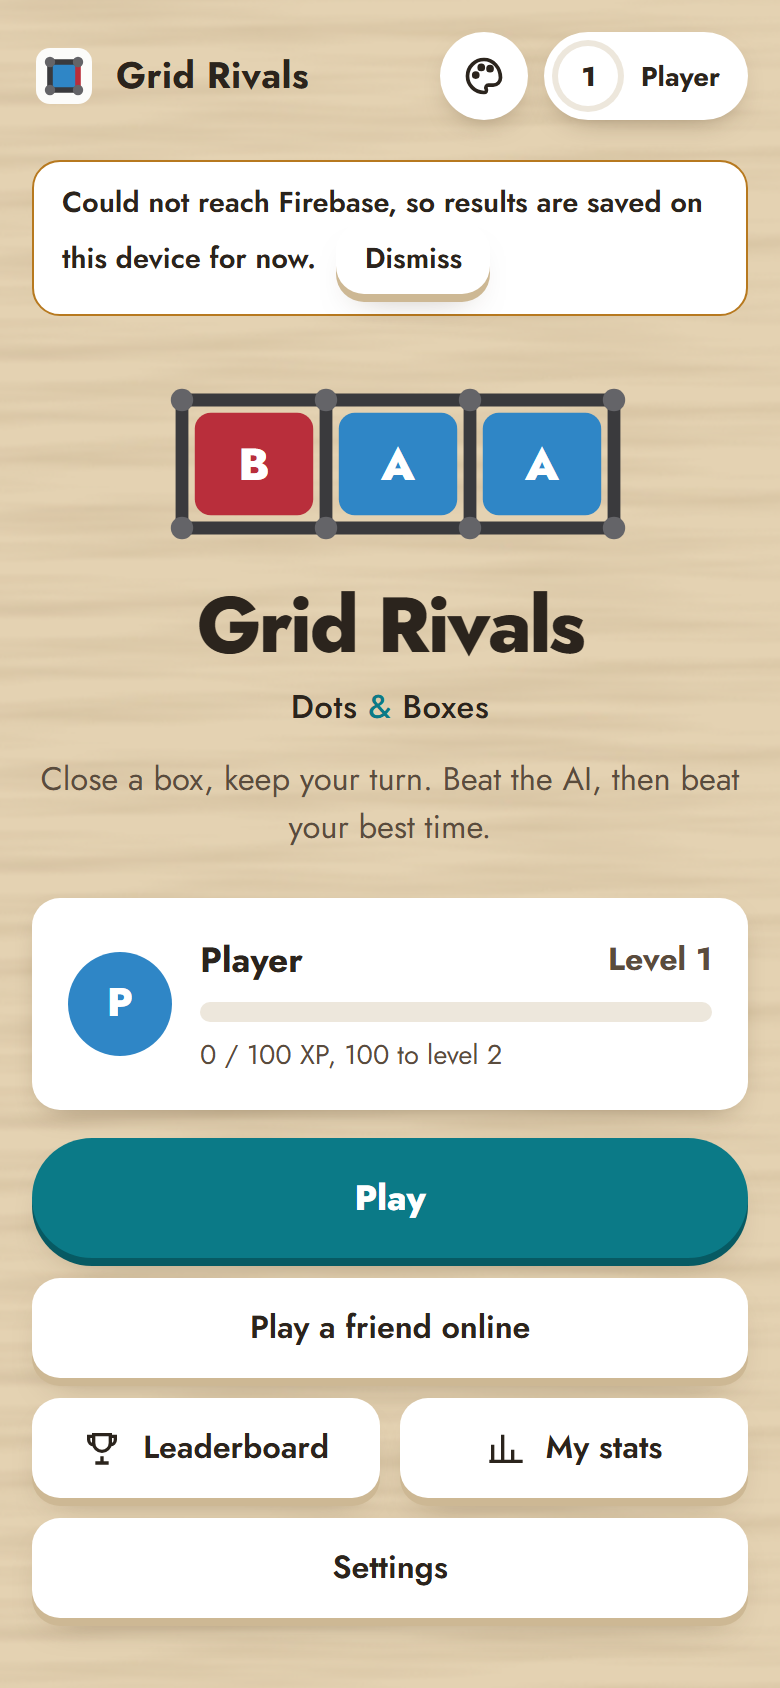 Grid Rivals
1 Player
Could not reach Firebase, so results are saved on
this device for now. Dismiss
B A A
Grid Rivals
Dots & Boxes
Close a box, keep your turn. Beat the AI, then beat
your best time.
P
Player Level 1
0 / 100 XP, 100 to level 2
Play
Play a friend online
Leaderboard My stats
Settings